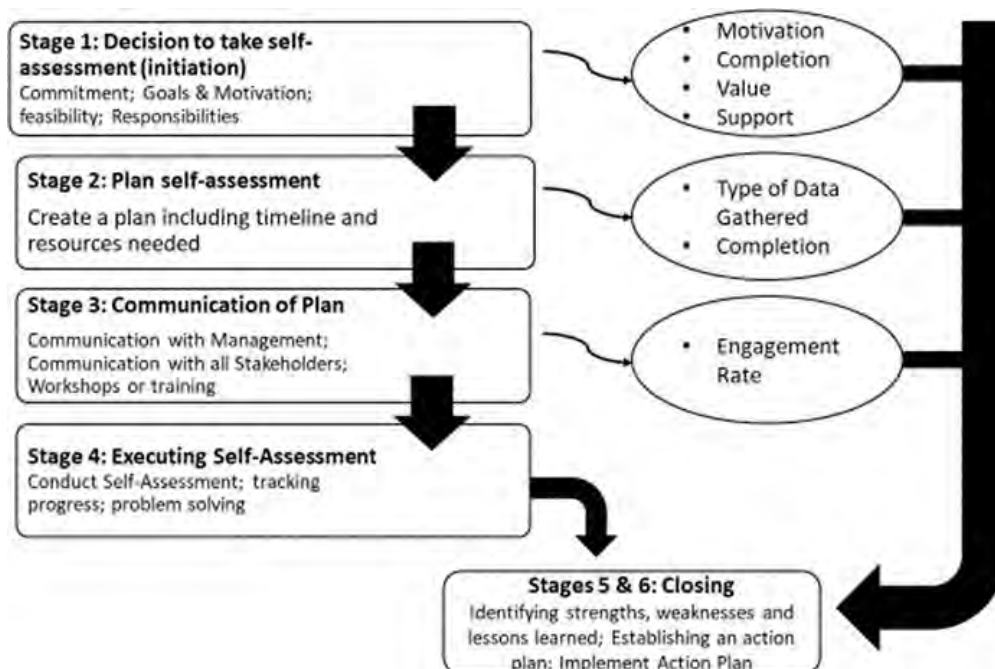 Stage 1: Decision to take self-
assessment (initiation)
Commitment; Goals & Motivation;
feasibility; Responsibilities
• Motivation
• Completion
• Value
• Support
Stage 2: Plan self-assessment
Create a plan including timeline and
resources needed
• Type of Data
Gathered
• Completion
Stage 3: Communication of Plan
Communication with Management;
Communication with all Stakeholders;
Workshops or training
• Engagement
Rate
Stage 4: Executing Self-Assessment
Conduct Self-Assessment; tracking
progress; problem solving
Stages 5 & 6: Closing
Identifying strengths, weaknesses and
lessons learned; Establishing an action
plan; Implement Action Plan